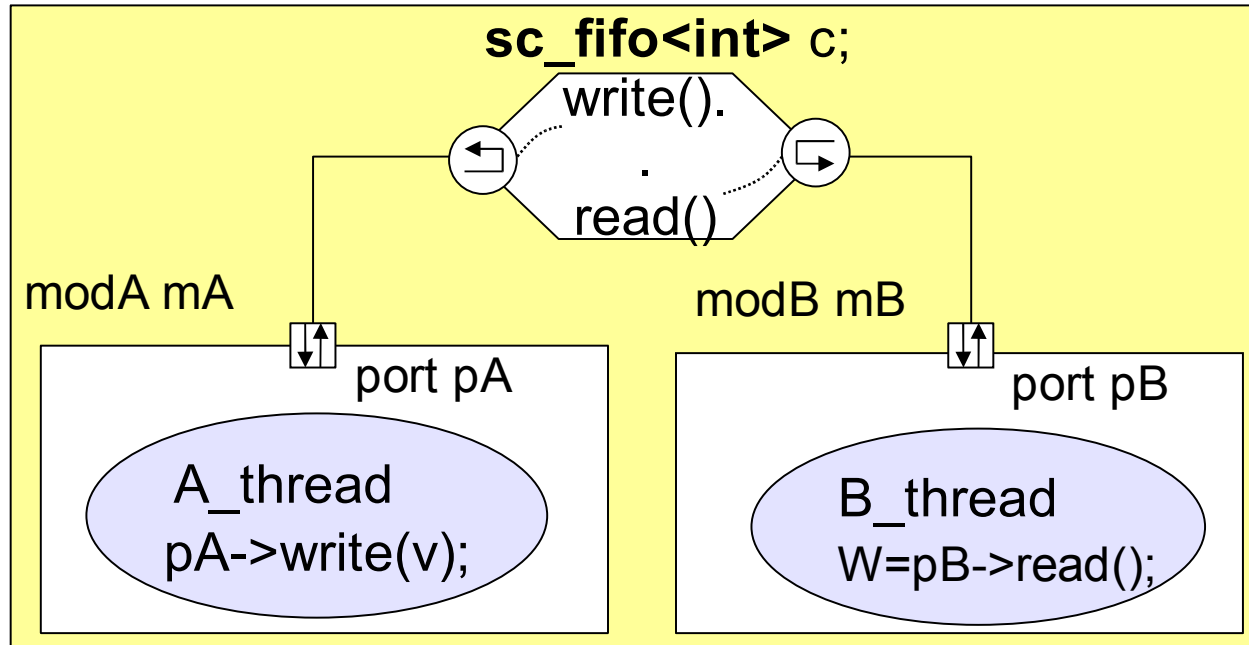 sc_fifo<int> c;
write().
.
read()
modA mA
modB mB
port pA
port pB
A_thread
pA->write(v);
B_thread
W=pB->read();